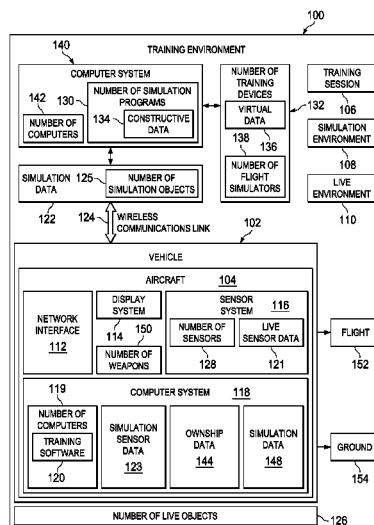 100
TRAINING ENVIRONMENT
140
COMPUTER SYSTEM
142
130
NUMBER OF SIMULATION
PROGRAMS
134
CONSTRUCTIVE
DATA
NUMBER OF
COMPUTERS
NUMBER OF
TRAINING
DEVICES
VIRTUAL
DATA
132
138
136
NUMBER OF
FLIGHT
SIMULATORS
TRAINING
SESSION
106
SIMULATION
ENVIRONMENT
108
LIVE
ENVIRONMENT
110
SIMULATION
DATA
122
125
NUMBER OF
SIMULATION OBJECTS
124
WIRELESS
COMMUNICATIONS LINK
102
VEHICLE
AIRCRAFT 104
NETWORK
INTERFACE
112
DISPLAY
SYSTEM
114
150
NUMBER OF
WEAPONS
SENSOR
SYSTEM 116
NUMBER OF
SENSORS
128
LIVE
SENSOR DATA
121
FLIGHT
152
COMPUTER SYSTEM 118
119
NUMBER OF
COMPUTERS
TRAINING
SOFTWARE
120
SIMULATION
SENSOR
DATA
123
OWNSHIP
DATA
144
SIMULATION
DATA
148
GROUND
154
NUMBER OF LIVE OBJECTS
126